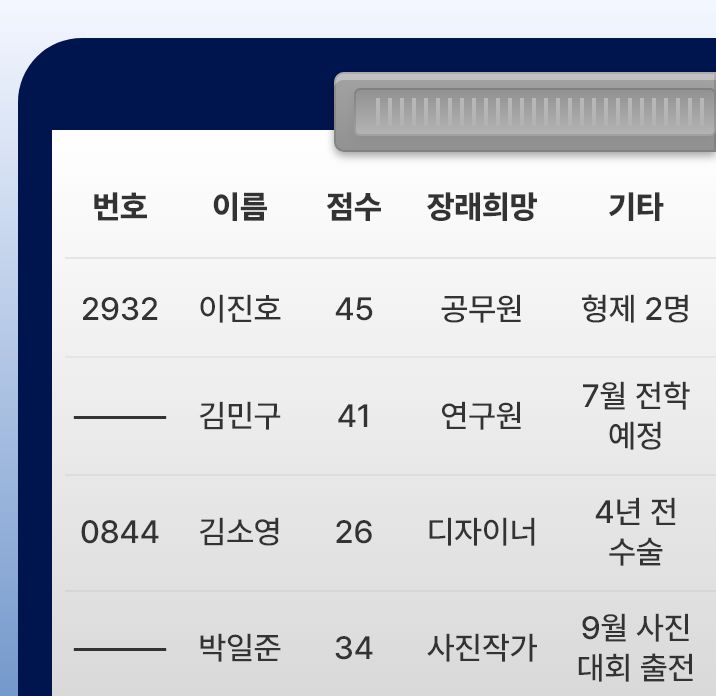 번호 이름 점수 장래희망 기타
2932 이진호 45 공무원 형제 2명
——— 김민구 41 연구원 7월 전학
예정
0844 김소영 26 디자이너 4년 전
수술
——— 박일준 34 사진작가 9월 사진
대회 출전